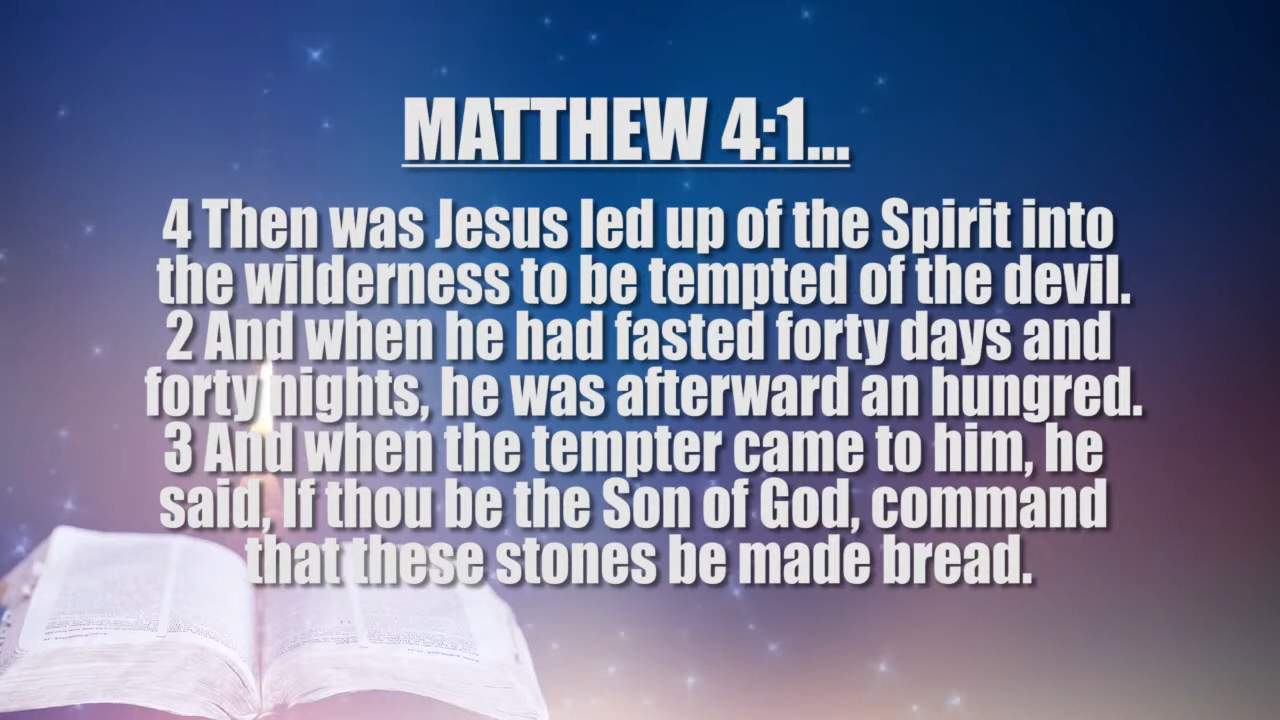 MATTHEW 4:1...
4 Then was Jesus led up of the Spirit into
the wilderness to be tempted of the devil.
2 And when he had fasted forty days and
forty nights, he was afterward an hungred.
3 And when the tempter came to him, he
said, If thou be the Son of God, command
that these stones be made bread.